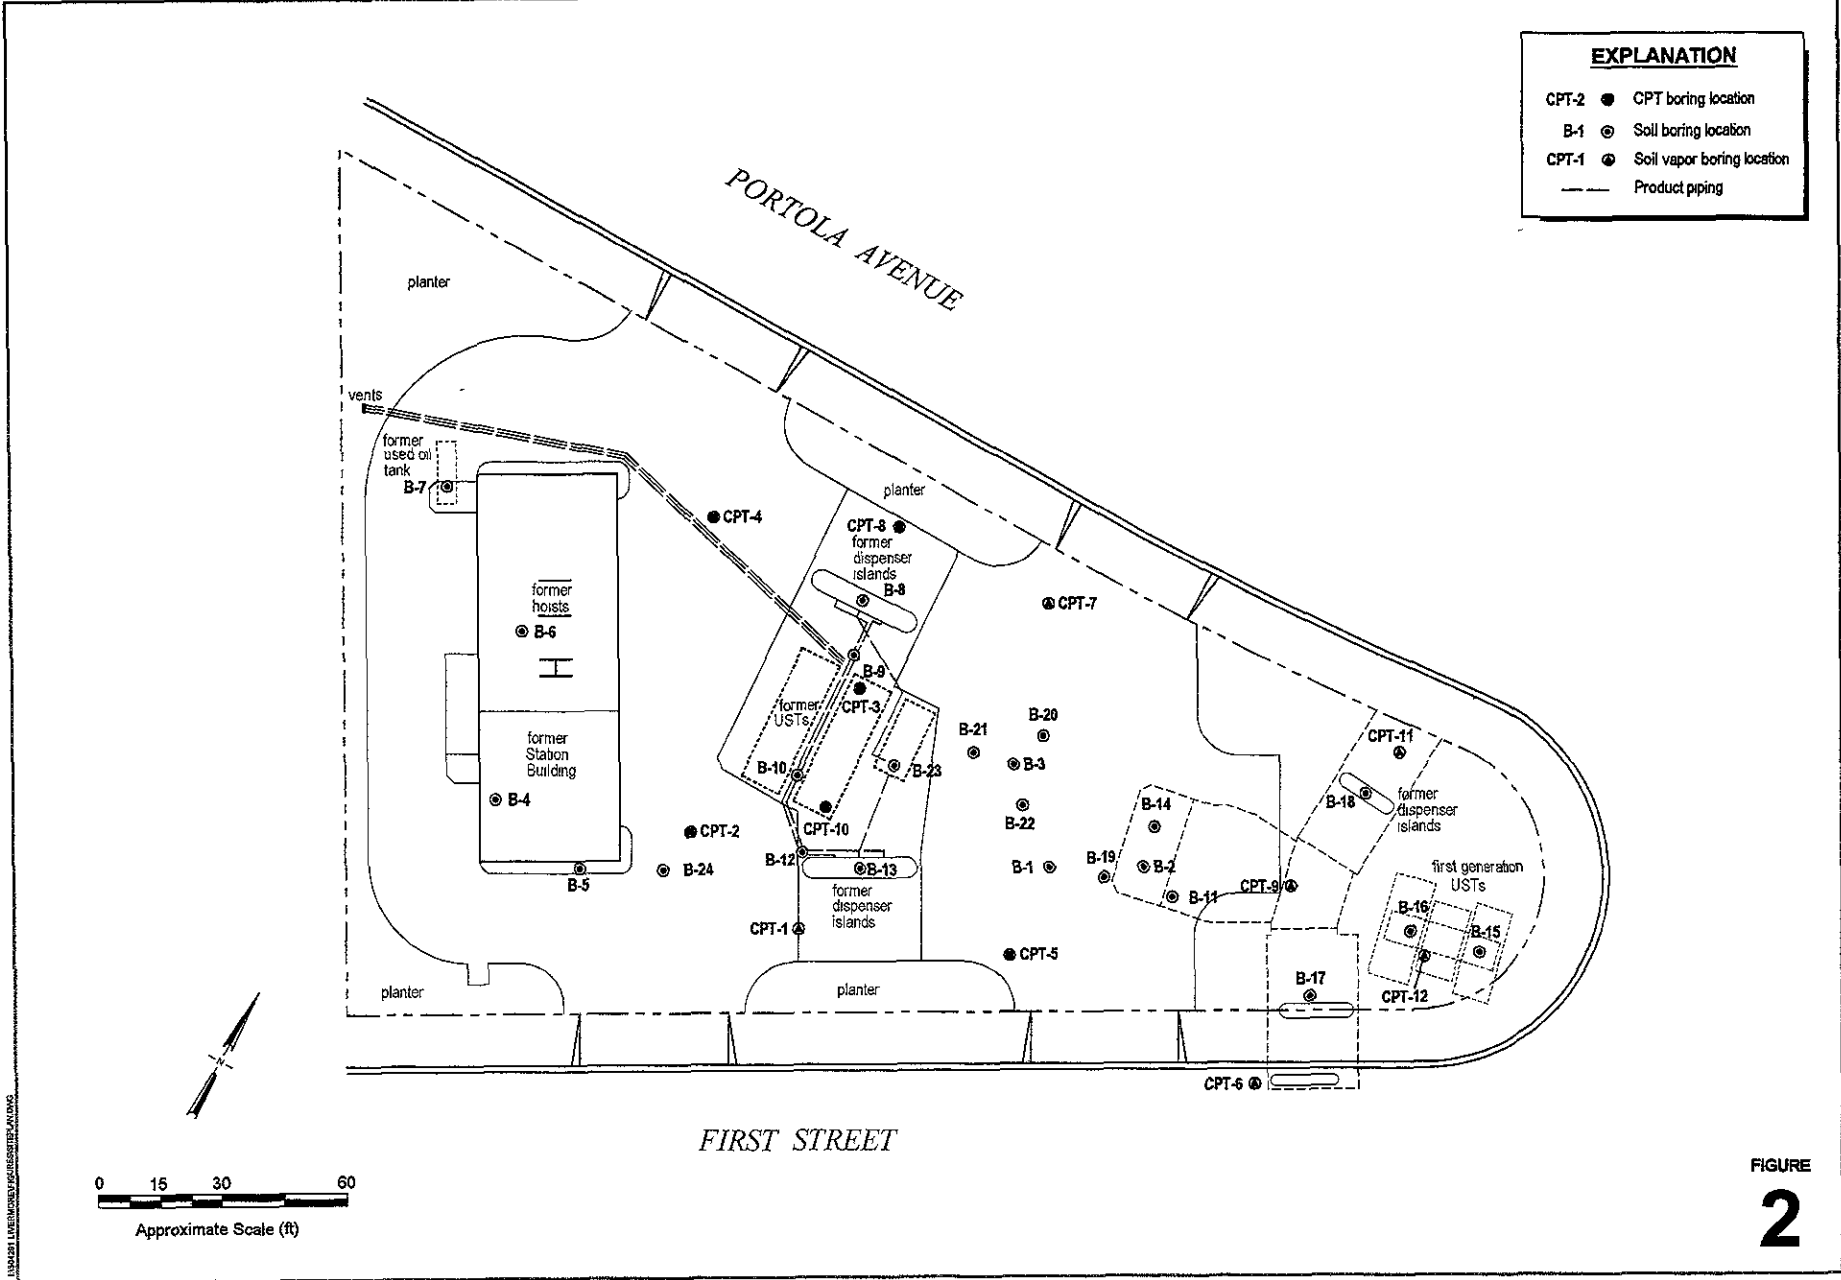 EXPLANATION
CPT-2 CPT boring location
B-1 Soil boring location
CPT-1 Soil vapor boring location
Product piping
PORTOLA AVENUE
planter
vents
former
used oil
tank
B-7
CPT-4
planter
CPT-8
former
dispenser
islands
B-8
CPT-7
former
hoists
B-6
B-9
CPT-3
former
USTs
B-21
B-20
B-3
B-10
B-23
B-22
CPT-11
B-18
former
dispenser
islands
former
Station
Building
B-4
CPT-2
CPT-10
B-14
B-12
B-13
B-5
B-24
B-1
B-19
B-2
B-11
CPT-9
first generation
USTs
B-16
B-15
former
dispenser
islands
CPT-1
CPT-5
B-17
CPT-12
planter
planter
N
CPT-6
FIRST STREET
0 15 30 60
Approximate Scale (ft)
FIGURE
2